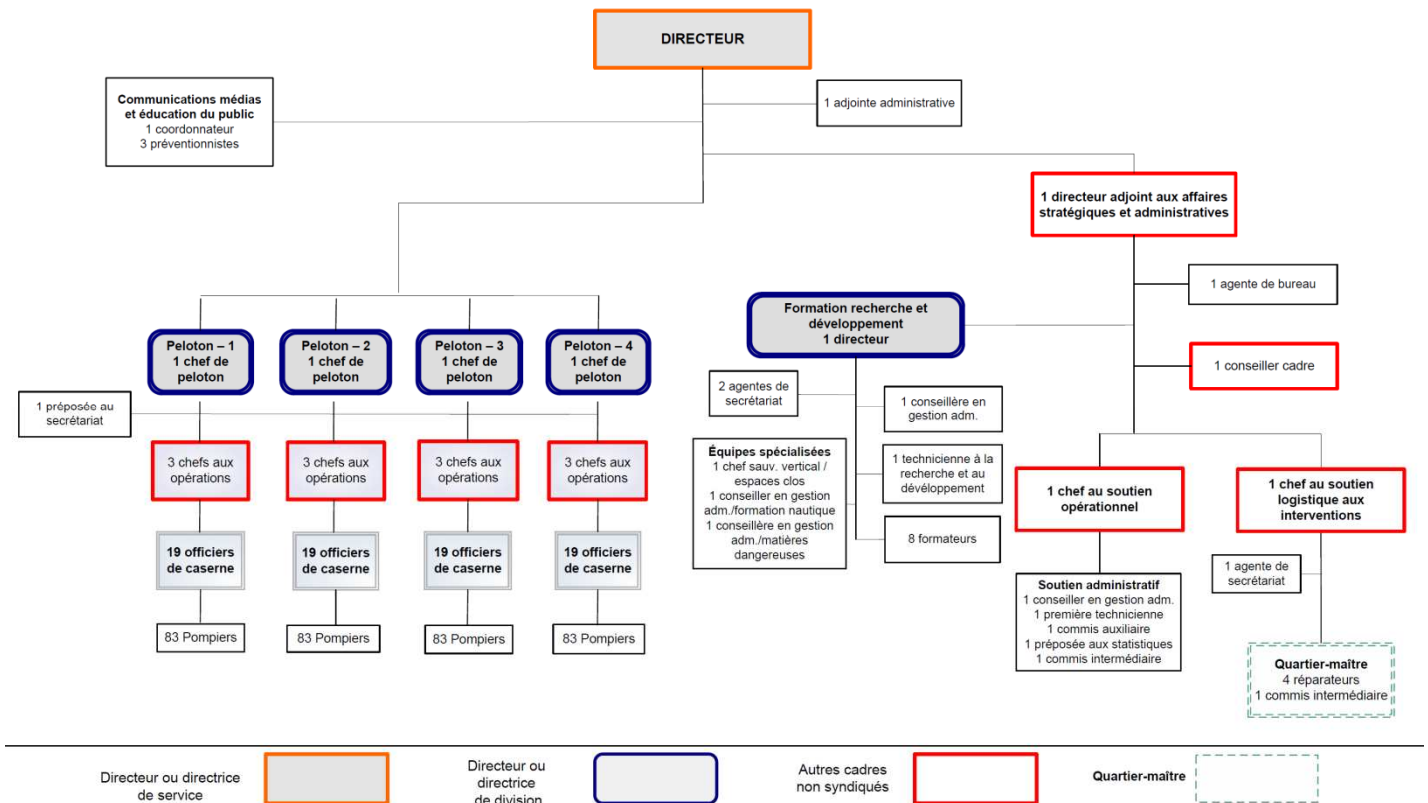 DIRECTEUR
Communications médias
et éducation du public
1 coordonnateur
3 préventionnistes
1 adjointe administrative
1 directeur adjoint aux affaires
stratégiques et administratives
1 agente de bureau
Formation recherche et
développement
1 directeur
1 conseiller cadre
Peloton – 1
1 chef de
peloton
Peloton – 2
1 chef de
peloton
Peloton – 3
1 chef de
peloton
Peloton – 4
1 chef de
peloton
1 préposée au
secrétariat
2 agentes de
secrétariat
1 conseillère en
gestion adm.
3 chefs aux
opérations
3 chefs aux
opérations
3 chefs aux
opérations
3 chefs aux
opérations
Équipes spécialisées
1 chef sauv. vertical /
espaces clos
1 conseiller en gestion
adm./formation nautique
1 conseillère en gestion
adm./matières
dangereuses
1 technicienne à la
recherche et au
dévéloppement
8 formateurs
1 chef au soutien
opérationnel
1 chef au soutien
logistique aux
interventions
19 officiers
de caserne
19 officiers
de caserne
19 officiers
de caserne
19 officiers
de caserne
1 agente de
secrétariat
83 Pompiers
83 Pompiers
83 Pompiers
83 Pompiers
Soutien administratif
1 conseiller en gestion adm.
1 première technicienne
1 commis auxiliaire
1 préposée aux statistiques
1 commis intermédiaire
Quartier-maître
4 réparateurs
1 commis intermédiaire
Directeur ou directrice
de service
Directeur ou
directrice
de division
Autres cadres
non syndiqués
Quartier-maître